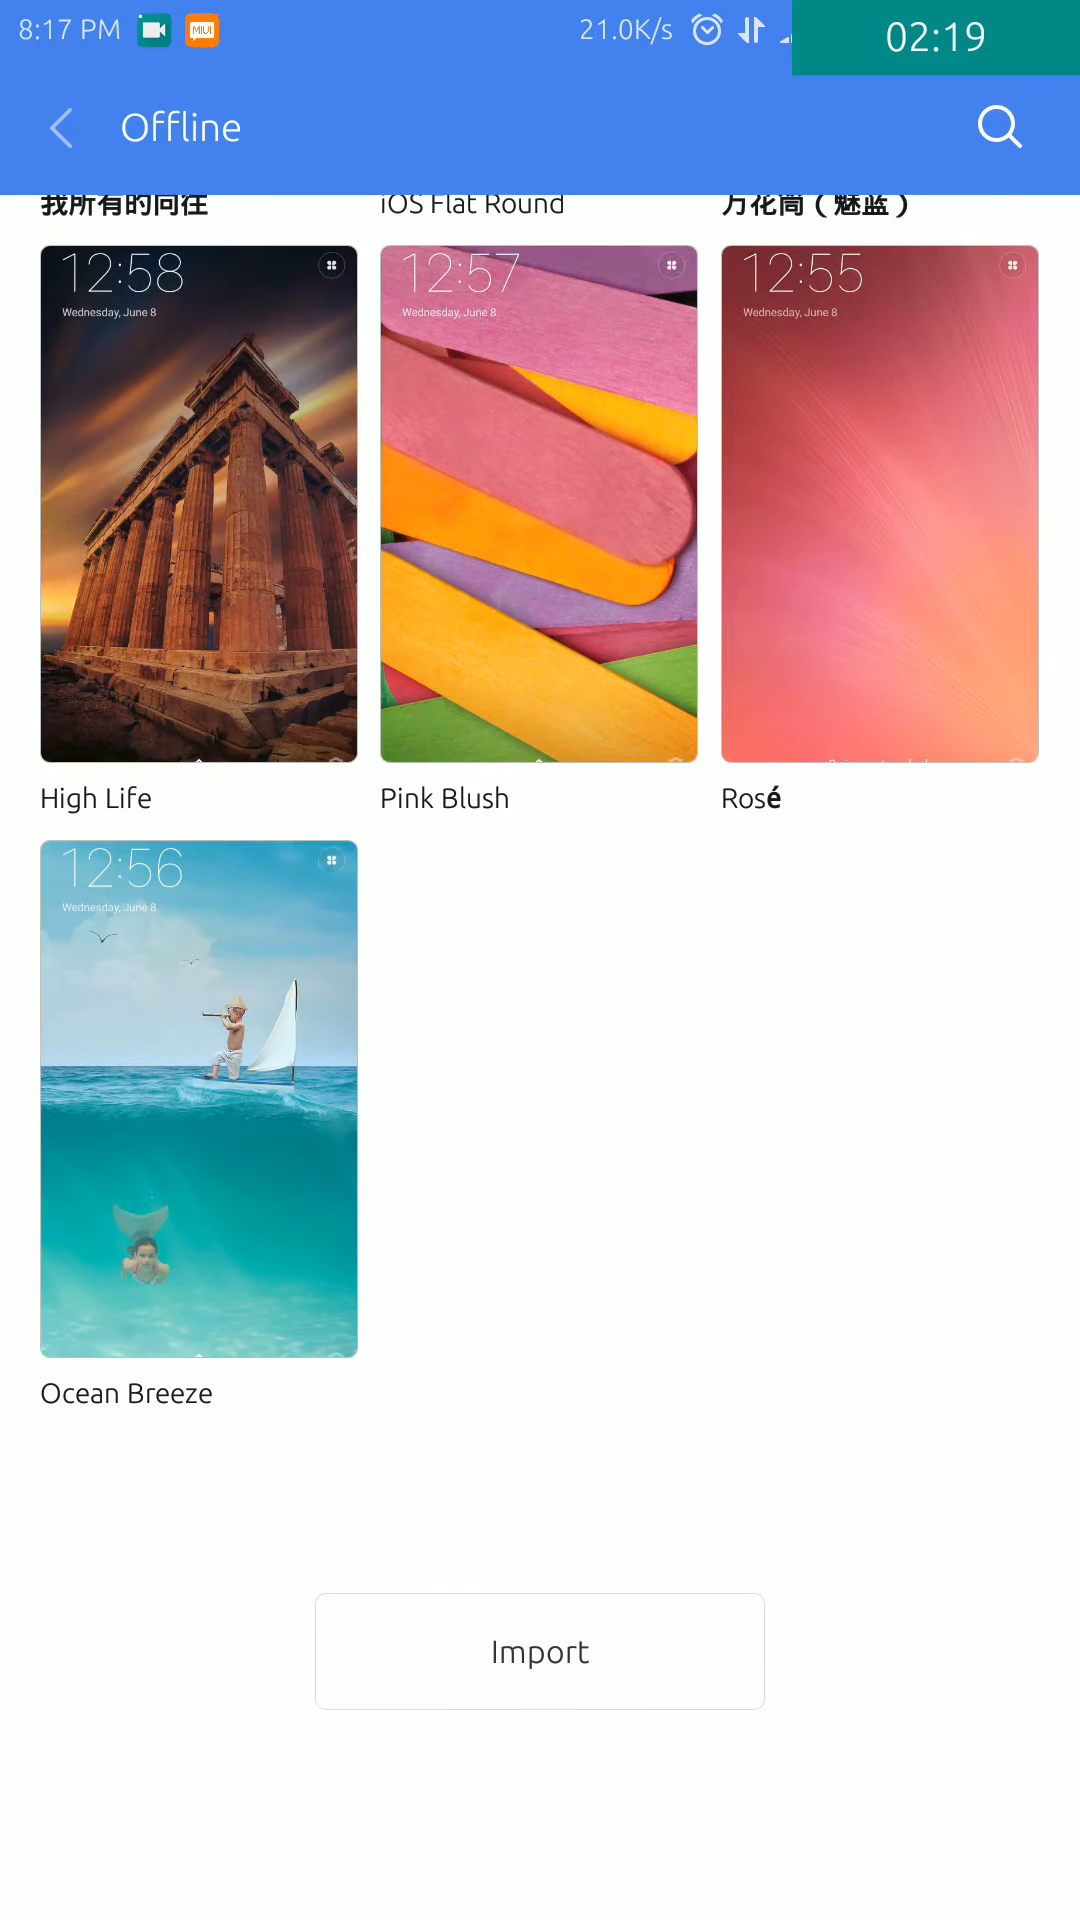 8:17 PM
MIUI
21.0K/s
02:19
Offline
我所有的向往
iOS Flat Round
万花筒（魅蓝）
12:58
Wednesday, June 8
12:57
Wednesday, June 8
12:55
Wednesday, June 8
High Life
Pink Blush
Rosé
12:56
Wednesday, June 8
Ocean Breeze
Import